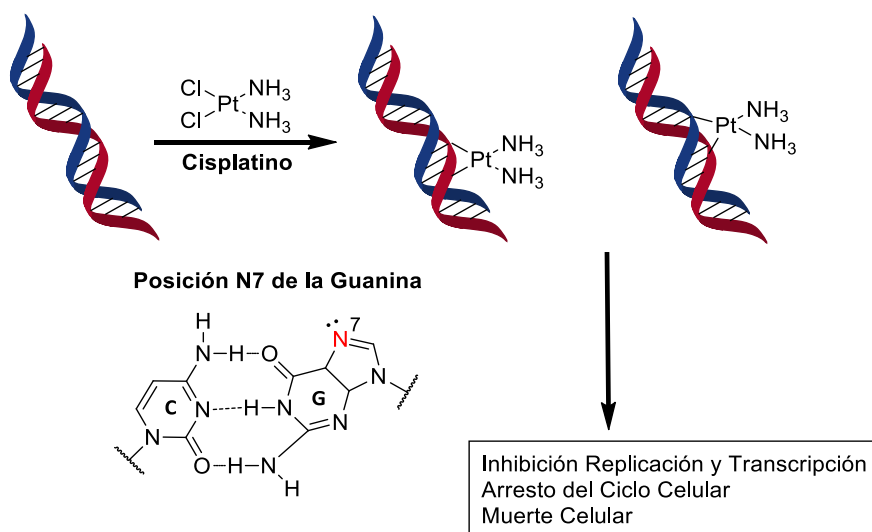 Cl
Cl
Pt
NH3
NH3
Cisplatino
Pt
NH3
NH3
Pt
NH3
NH3
Posición N7 de la Guanina
H
N
H
O
N
7
C
N
H
N
G
N
N
N
O
H
N
H
Inhibición Replicación y Transcripción
Arresto del Ciclo Celular
Muerte Celular